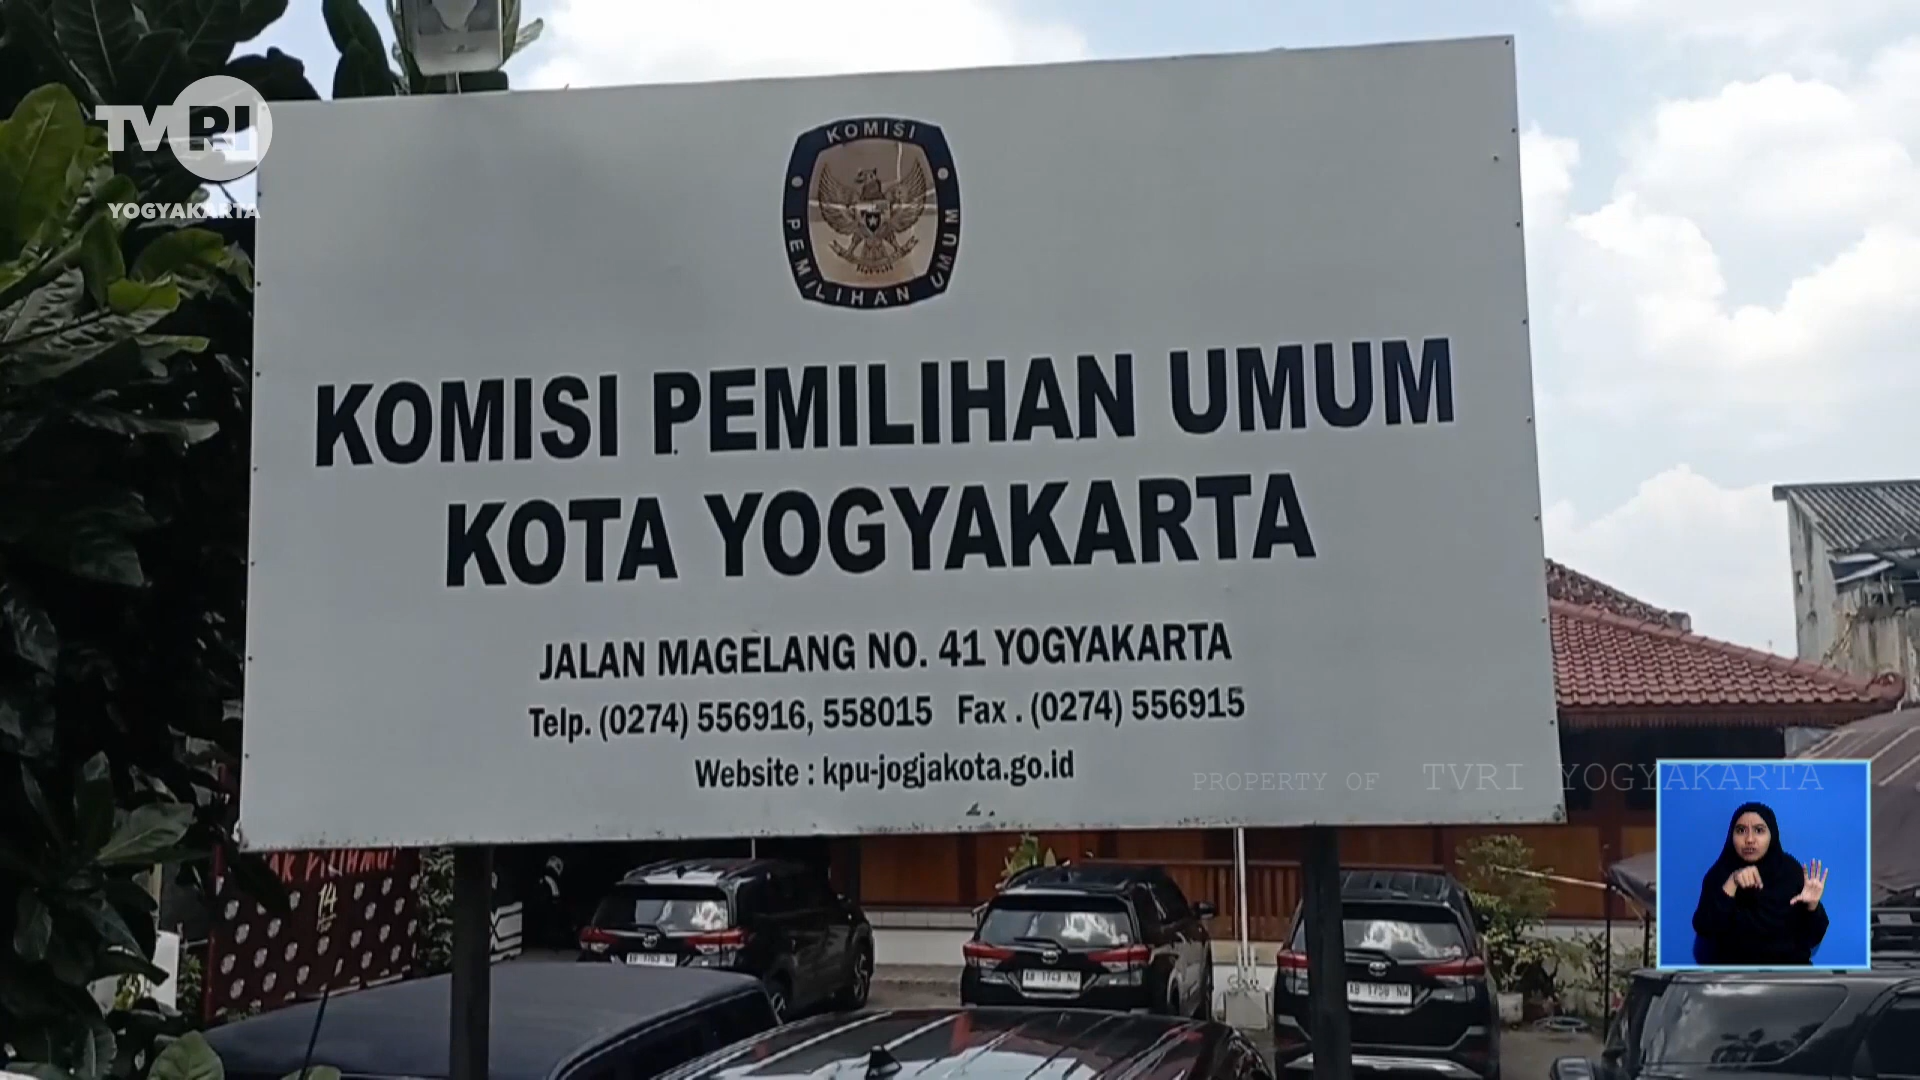 TVRI
YOGYAKARTA
KOMISI PEMILIHAN UMUM
KOMISI PEMILIHAN UMUM
KOTA YOGYAKARTA
JALAN MAGELANG NO. 41 YOGYAKARTA
Telp. (0274) 556916, 558015 Fax . (0274) 556915
Website : kpu-jogjakota.go.id
PROPERTY OF TVRI YOGYAKARTA
14